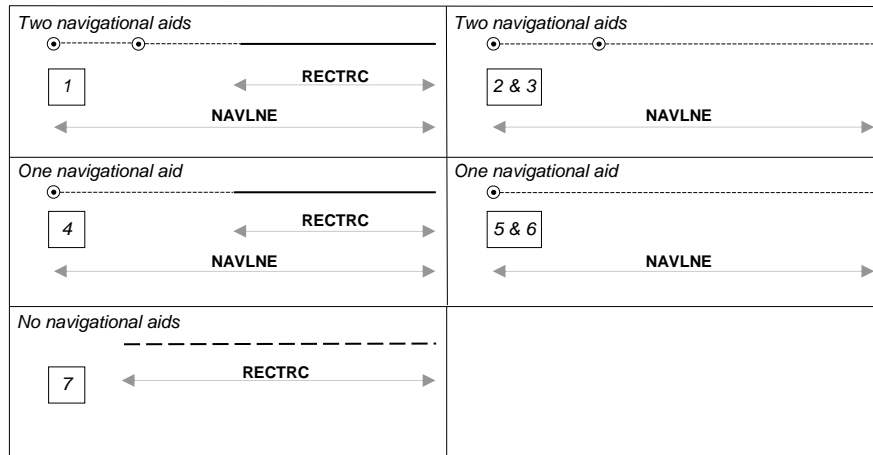 Two navigational aids
RECTRC
1
NAVLNE
Two navigational aids
2 & 3
NAVLNE
One navigational aid
RECTRC
4
NAVLNE
One navigational aid
5 & 6
NAVLNE
No navigational aids
RECTRC
7